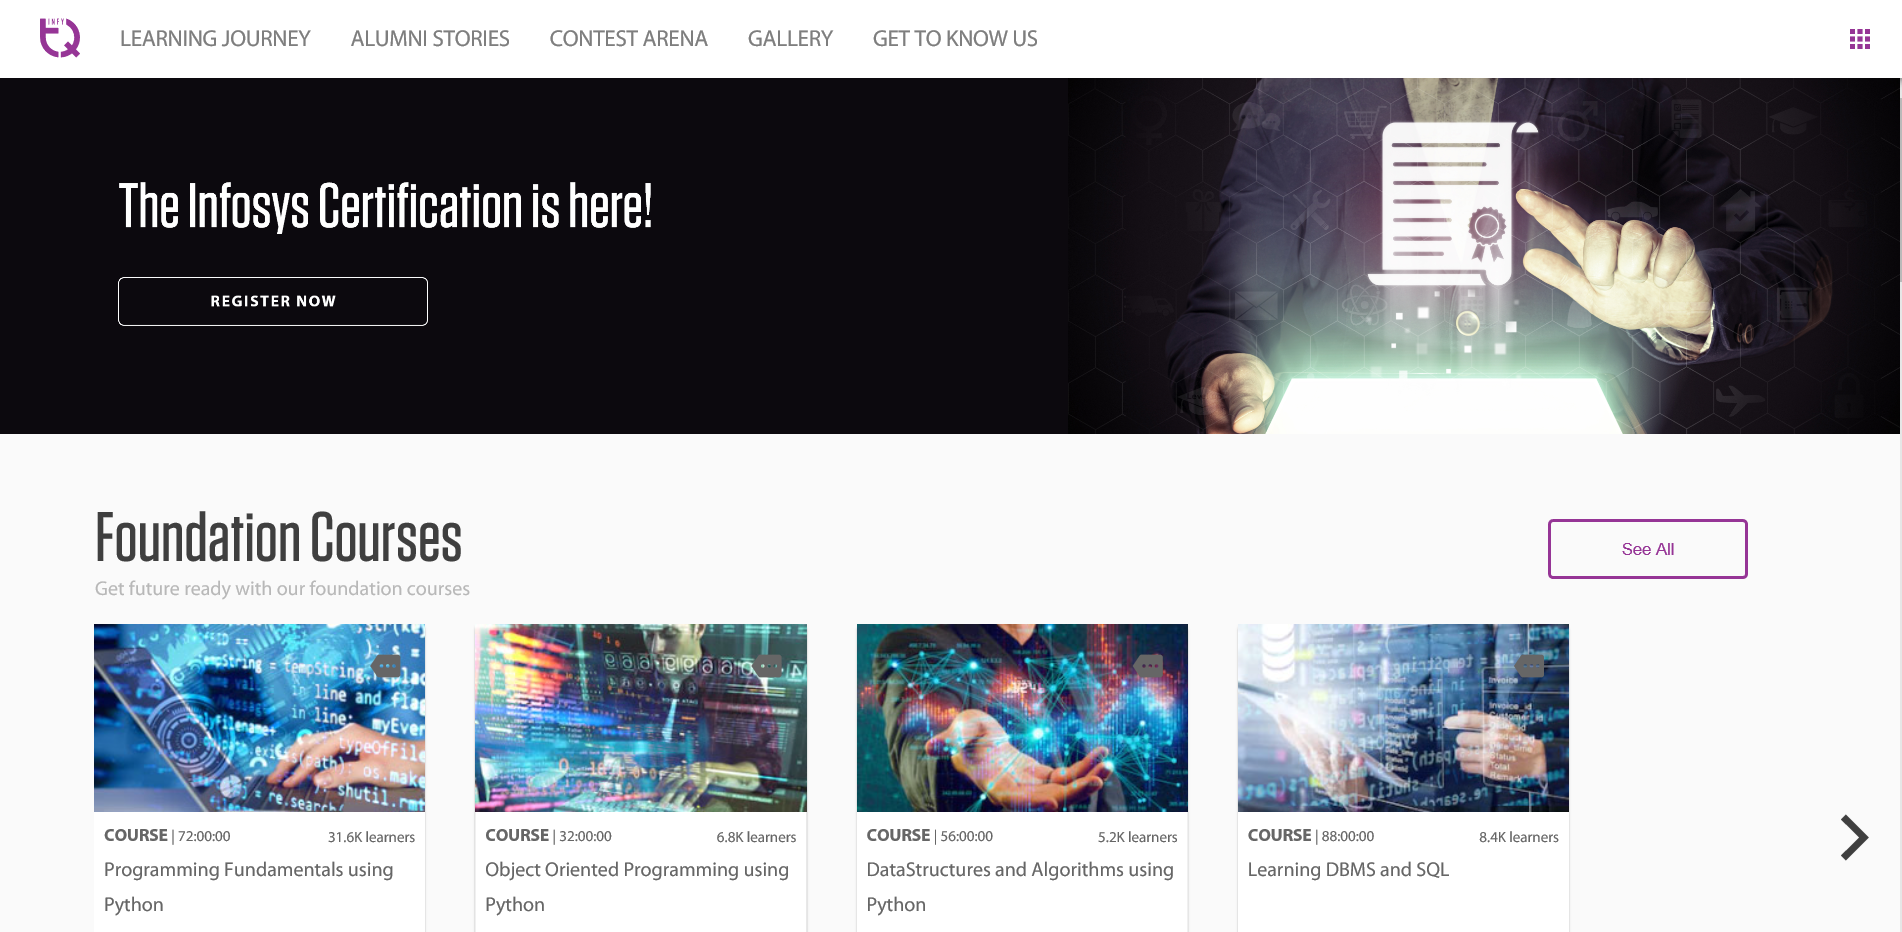 INFY
LEARNING JOURNEY
ALUMNI STORIES
CONTEST ARENA
GALLERY
GET TO KNOW US
The Infosys Certification is here!
REGISTER NOW
Foundation Courses
See All
Get future ready with our foundation courses
COURSE | 72:00:00
31.6K learners
Programming Fundamentals using
Python
COURSE | 32:00:00
6.8K learners
Object Oriented Programming using
Python
COURSE | 56:00:00
5.2K learners
DataStructures and Algorithms using
Python
COURSE | 88:00:00
8.4K learners
Learning DBMS and SQL